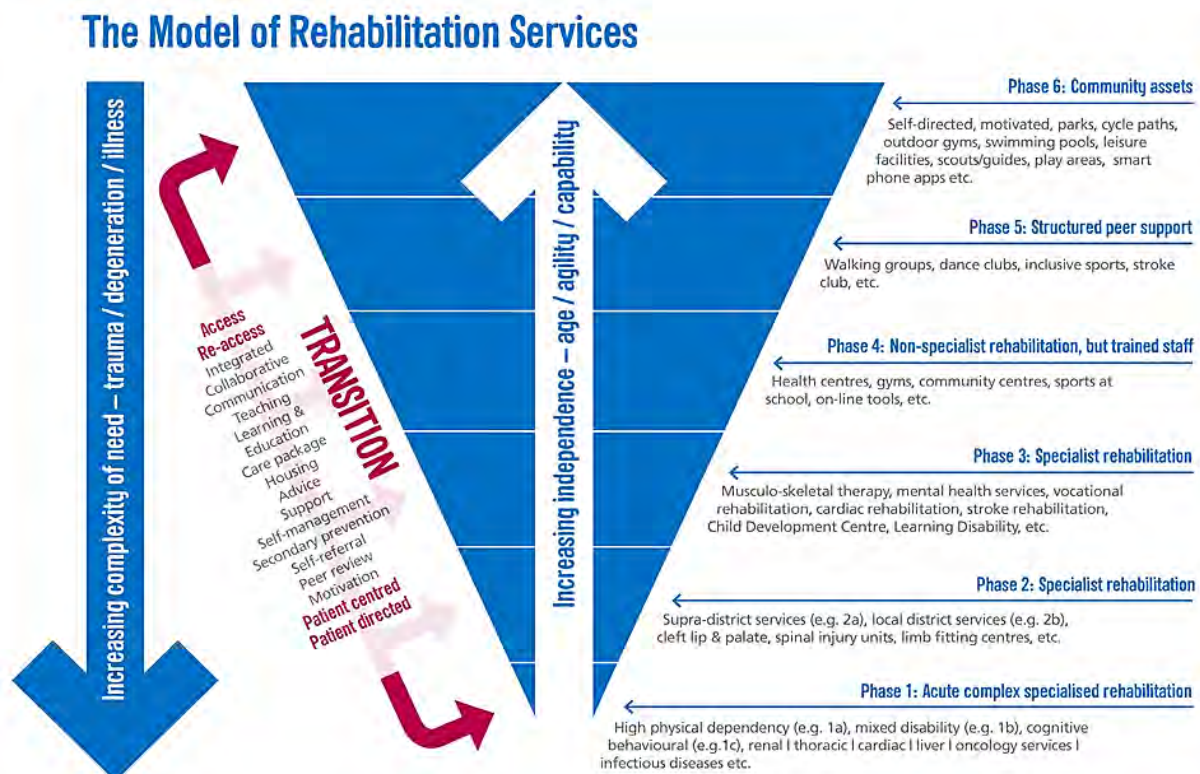 The Model of Rehabilitation Services
Increasing complexity of need – trauma / degeneration / illness
Access
Re-access
Integrated
Collaborative
Communication
Teaching
Learning &
Education
Care package
Housing
Advice
Support
Self-management
Secondary prevention
Self-referral
Peer review
Motivation
Patient centred
Patient directed
TRANSITION
Increasing independence – age / agility / capability
Phase 6: Community assets
Self-directed, motivated, parks, cycle paths,
outdoor gyms, swimming pools, leisure
facilities, scouts/guides, play areas, smart
phone apps etc.
Phase 5: Structured peer support
Walking groups, dance clubs, inclusive sports, stroke
club, etc.
Phase 4: Non-specialist rehabilitation, but trained staff
Health centres, gyms, community centres, sports at
school, on-line tools, etc.
Phase 3: Specialist rehabilitation
Musculo-skeletal therapy, mental health services, vocational
rehabilitation, cardiac rehabilitation, stroke rehabilitation,
Child Development Centre, Learning Disability, etc.
Phase 2: Specialist rehabilitation
Supra-district services (e.g. 2a), local district services (e.g. 2b),
cleft lip & palate, spinal injury units, limb fitting centres, etc.
Phase 1: Acute complex specialised rehabilitation
High physical dependency (e.g. 1a), mixed disability (e.g. 1b), cognitive
behavioural (e.g.1c), renal l thoracic l cardiac l liver l oncology services l
infectious diseases etc.